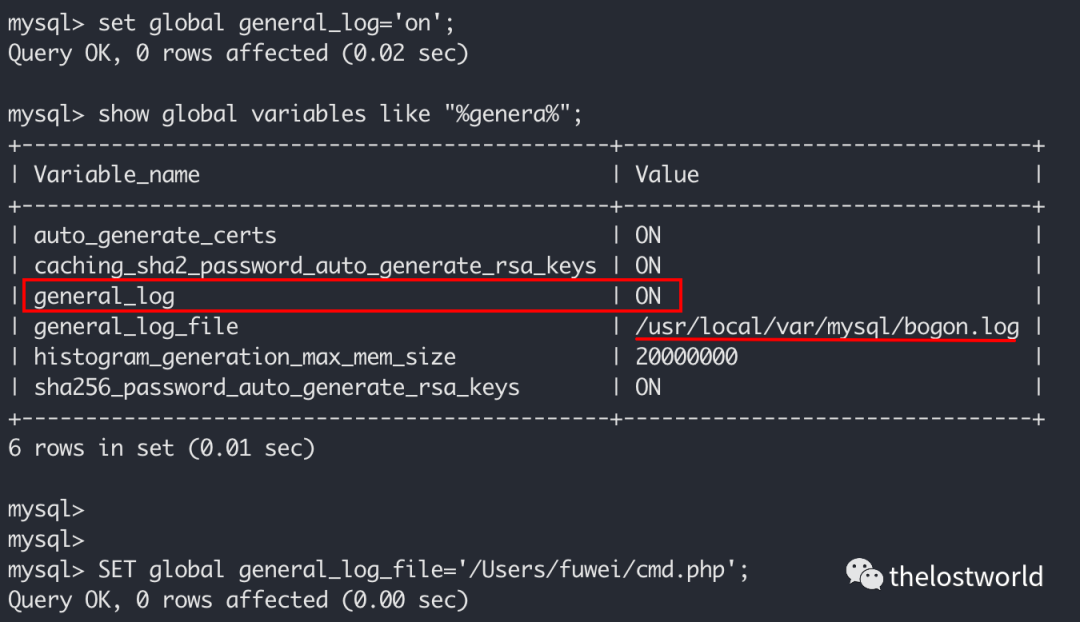 mysql> set global general_log='on';
Query OK, 0 rows affected (0.02 sec)
mysql> show global variables like "%genera%";
+----------------------------------------------+--------------------------------+
| Variable_name | Value |
+----------------------------------------------+--------------------------------+
| auto_generate_certs | ON |
| caching_sha2_password_auto_generate_rsa_keys | ON |
| general_log | ON |
| general_log_file | /usr/local/var/mysql/bogon.log |
| histogram_generation_max_mem_size | 20000000 |
| sha256_password_auto_generate_rsa_keys | ON |
+----------------------------------------------+--------------------------------+
6 rows in set (0.01 sec)
mysql>
mysql>
mysql> SET global general_log_file='/Users/fuwei/cmd.php';
Query OK, 0 rows affected (0.00 sec)
thelostworld